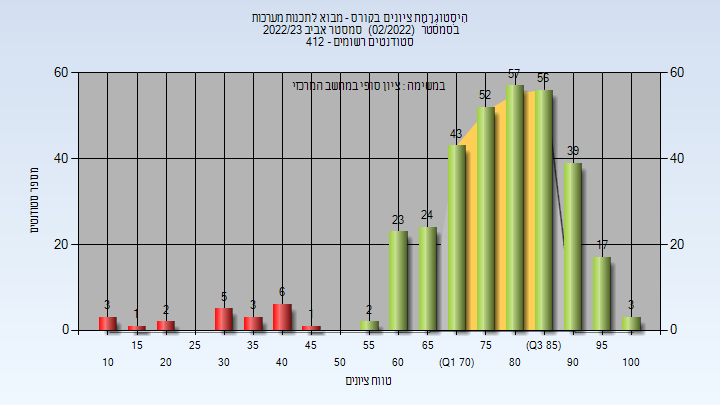 הִיסְטוֹגְרָמַת ציונים בקורס - מבוא לתכנות מערכות
בסמסטר (02/2022) סמסטר אביב 2022/23
סטודנטים רשומים - 412
במשימה : ציון סופי במחשב המרכזי
60 60
40 40
20 20
0 0
מספר סטודנטים
3 1 2 5 3 6 1 2 23 24 43 52 57 56 39 17 3
15 25 35 45 55 65 75 (Q3 85) 95
10 20 30 40 50 60 (Q1 70) 80 90 100
טווח ציונים